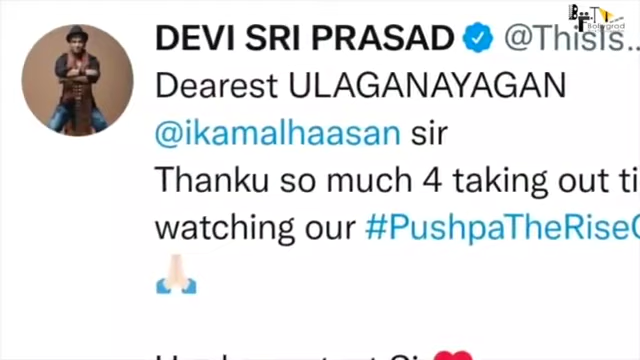 DEVI SRI PRASAD @ThisIs...
Dearest ULAGANAYAGAN
@ikamalhaasan sir
Thanku so much 4 taking out ti
watching our #PushpaTheRise